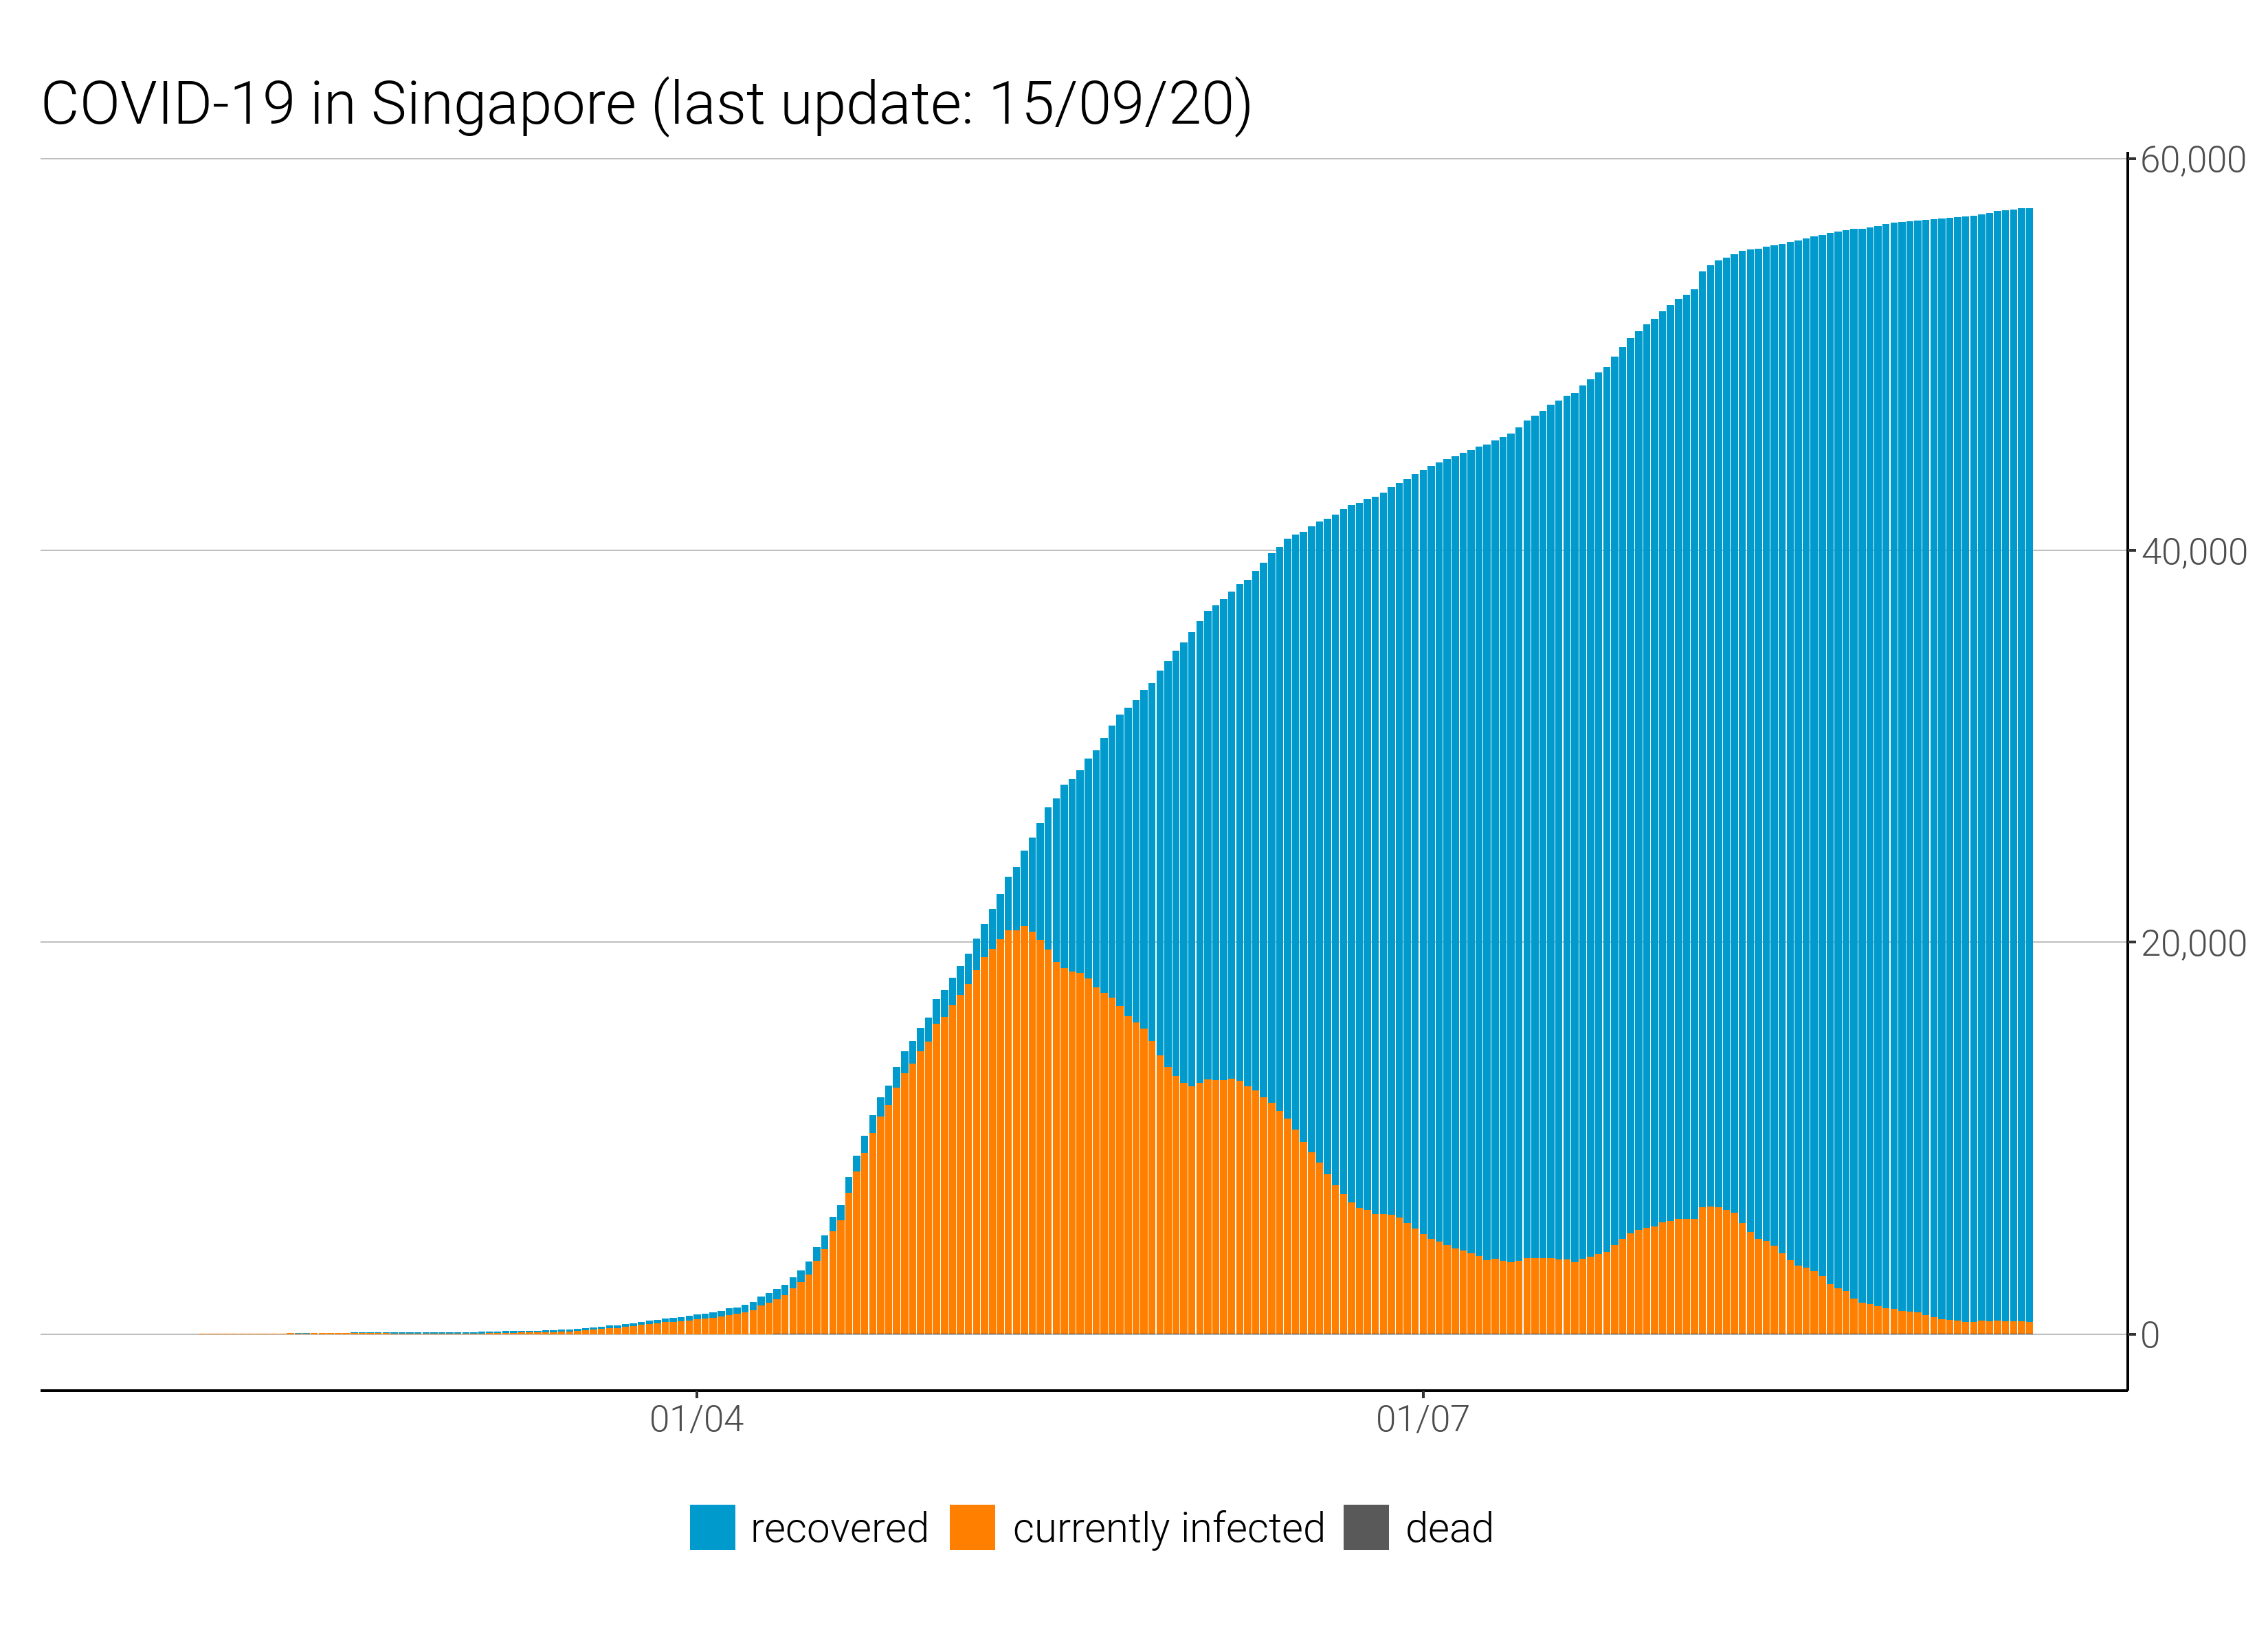 COVID-19 in Singapore (last update: 15/09/20)
60,000
40,000
20,000
0
01/04 01/07
recovered currently infected dead